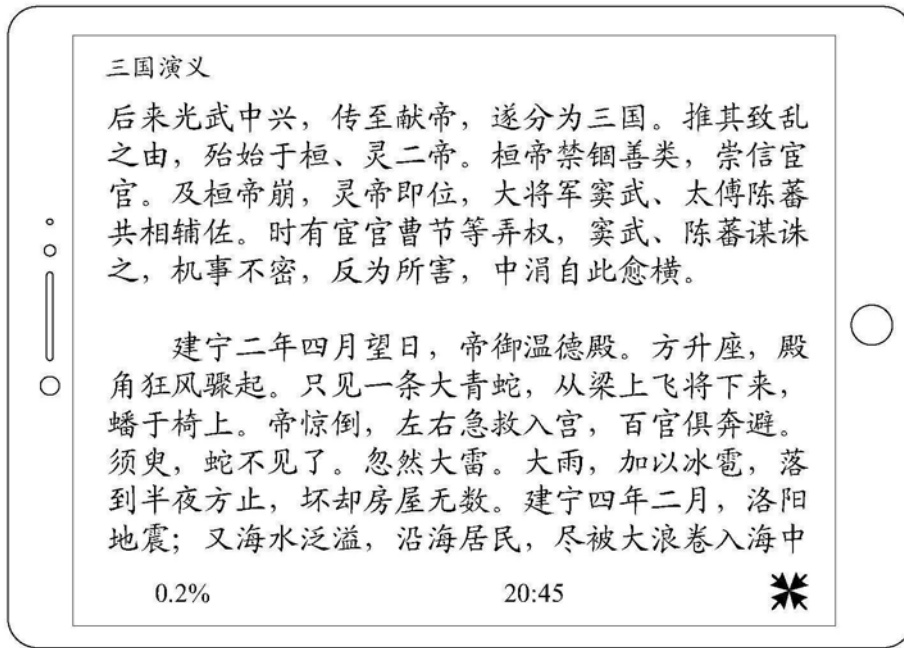 三国演义
后来光武中兴，传至献帝，遂分为三国。推其致乱
之由，殆始于桓、灵二帝。桓帝禁锢善类，崇信宦
官。及桓帝崩，灵帝即位，大将军窦武、太傅陈蕃
共相辅佐。时有宦官曹节等弄权，窦武、陈蕃谋诛
之，机事不密，反为所害，中涓自此愈横。
建宁二年四月望日，帝御温德殿。方升座，殿
角狂风骤起。只见一条大青蛇，从梁上飞将下来，
蟠于椅上。帝惊倒，左右急救入宫，百官俱奔避。
须臾，蛇不见了。忽然大雷。大雨，加以冰雹，落
到半夜方止，坏却房屋无数。建宁四年二月，洛阳
地震；又海水泛溢，沿海居民，尽被大浪卷入海中
0.2% 20:45